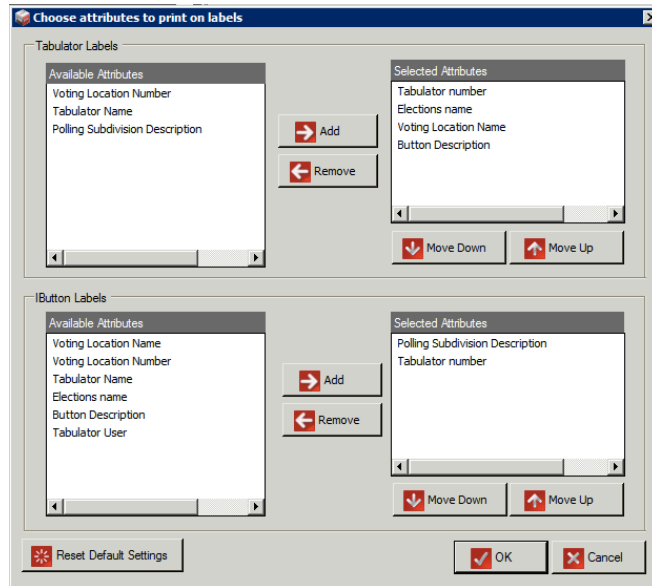 Choose attributes to print on labels
Tabulator Labels
Available Attributes
Voting Location Number
Tabulator Name
Polling Subdivision Description
Add
Remove
Selected Attributes
Tabulator number
Elections name
Voting Location Name
Button Description
Move Down
Move Up
IButton Labels
Available Attributes
Voting Location Name
Voting Location Number
Tabulator Name
Elections name
Button Description
Tabulator User
Add
Remove
Selected Attributes
Polling Subdivision Description
Tabulator number
Move Down
Move Up
Reset Default Settings
OK
Cancel